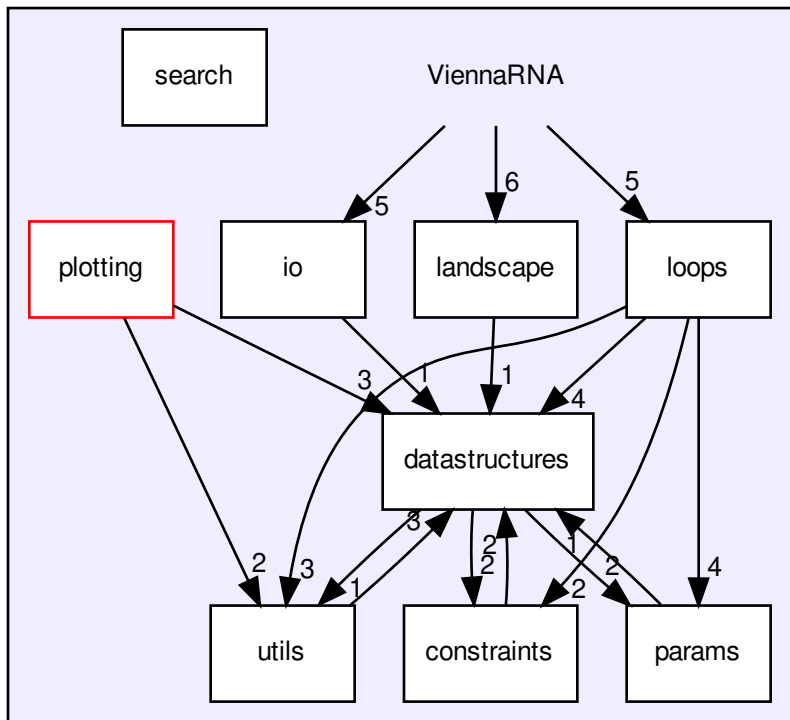 search
ViennaRNA
5
6
5
plotting
io
landscape
loops
3
1
1
4
datastructures
3
2
1
2
3
1
2
2
2
4
utils
constraints
params